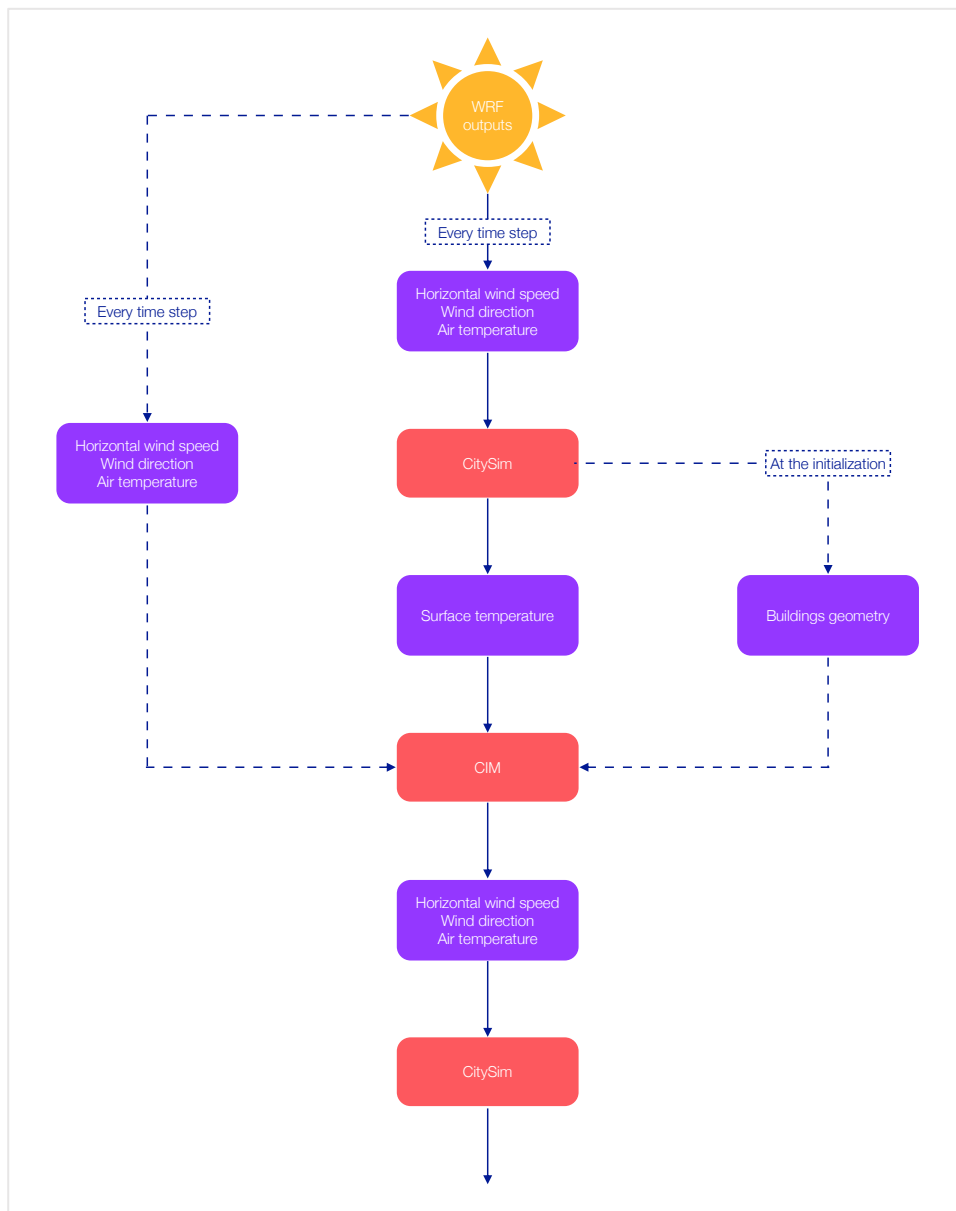 WRF
outputs
Every time step
Horizontal wind speed
Wind direction
Air temperature
Every time step
Horizontal wind speed
Wind direction
Air temperature
CitySim
At the initialization
Surface temperature
Buildings geometry
CIM
Horizontal wind speed
Wind direction
Air temperature
CitySim